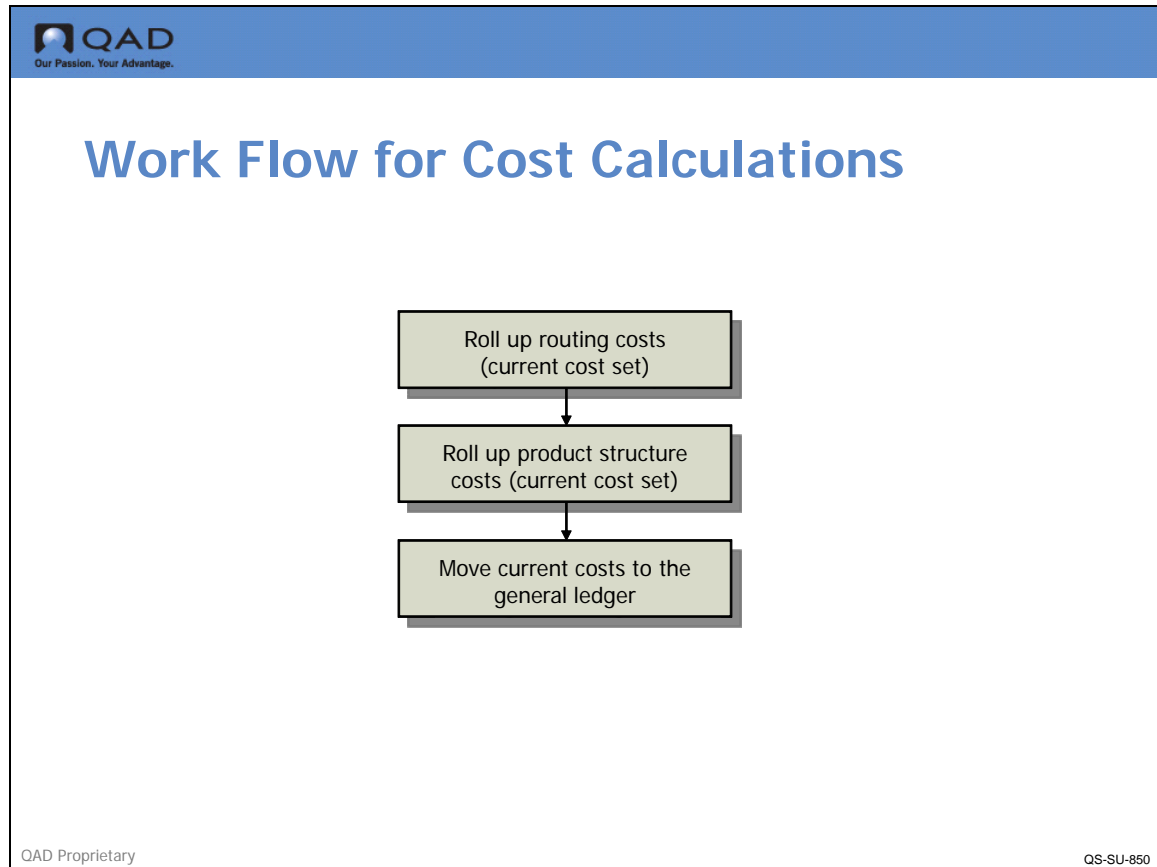 QAD
Our Passion. Your Advantage.
Work Flow for Cost Calculations
Roll up routing costs
(current cost set)
Roll up product structure
costs (current cost set)
Move current costs to the
general ledger
QAD Proprietary
QS-SU-850